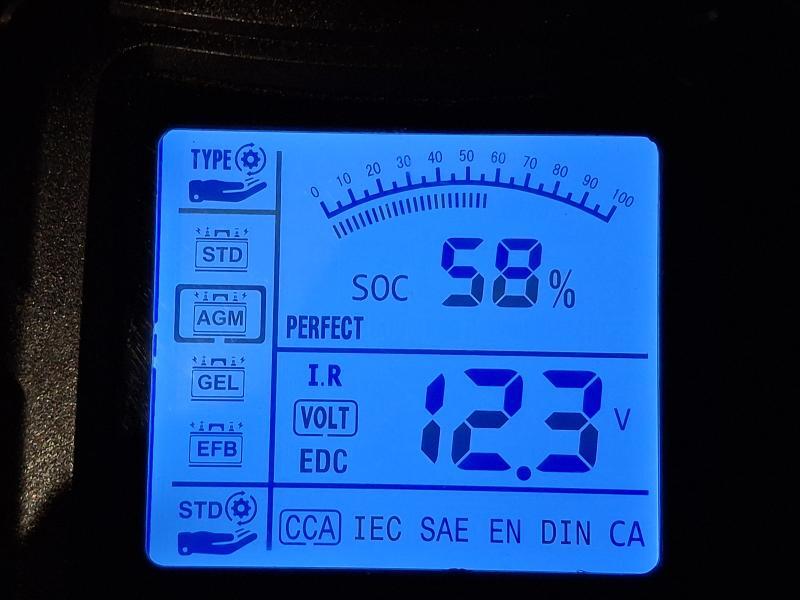 TYPE
0 10 20 30 40 50 60 70 80 90 100
STD
SOC 58%
AGM
PERFECT
GEL
I.R
VOLT 12.3 V
EFB
EDC
STD
CCA IEC SAE EN DIN CA